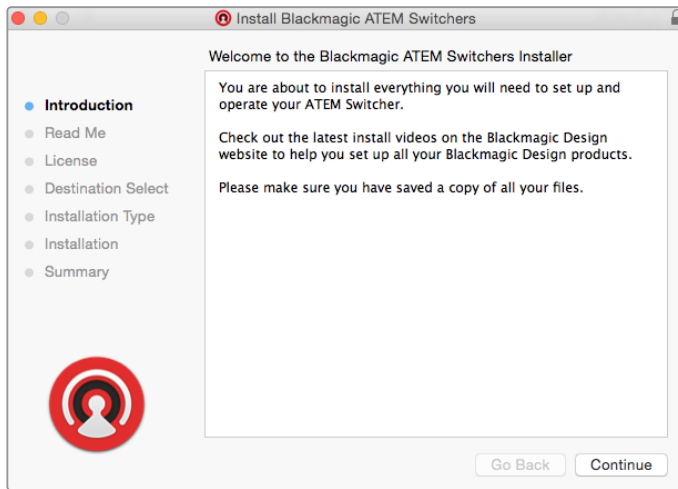 Install Blackmagic ATEM Switchers
Welcome to the Blackmagic ATEM Switchers Installer
Introduction
Read Me
License
Destination Select
Installation Type
Installation
Summary
You are about to install everything you will need to set up and
operate your ATEM Switcher.
Check out the latest install videos on the Blackmagic Design
website to help you set up all your Blackmagic Design products.
Please make sure you have saved a copy of all your files.
Go Back
Continue